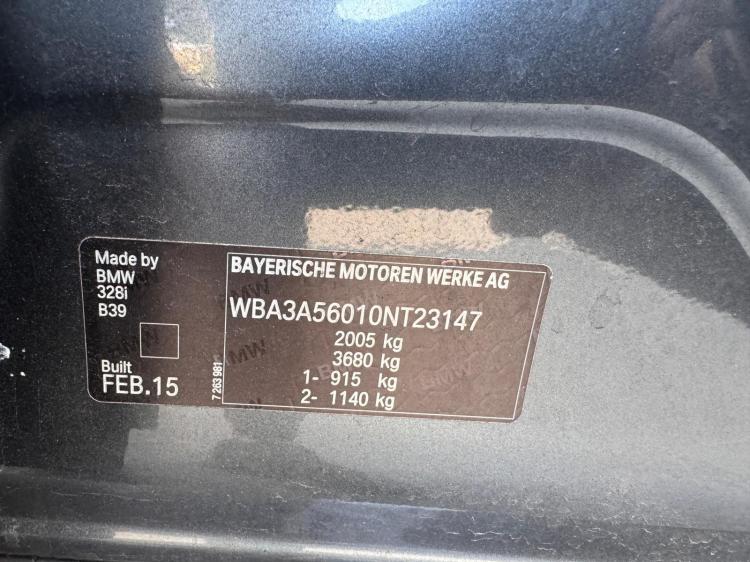 Made by
BMW
328i
B39
Built
FEB.15
7 263 981
BAYERISCHE MOTOREN WERKE AG
WBA3A56010NT23147
2005 kg
3680 kg
1- 915 kg
2- 1140 kg